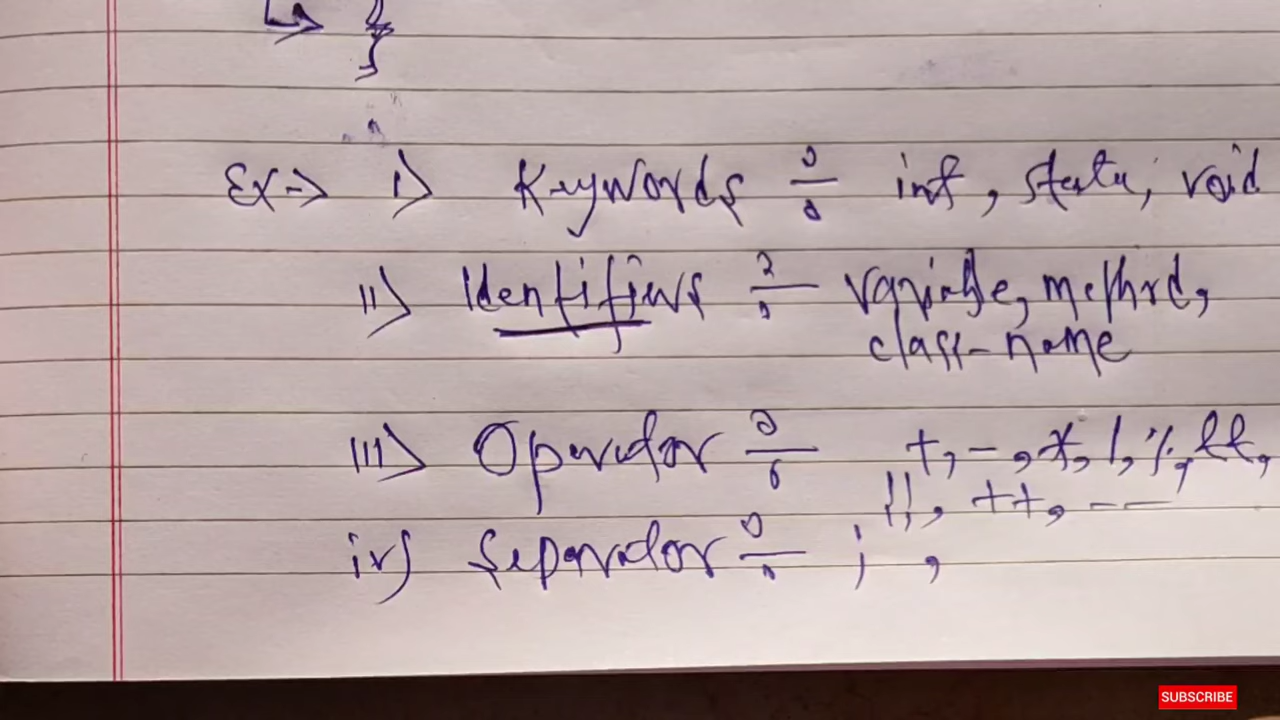 }
Ex-> i> Keywords ÷ int, static, void
ii> Identifiers ÷ variable, method,
class-name
iii> Operator ÷ +, -, *, /, %, &&,
||, ++, --
iv> Separator ÷ ; ,
SUBSCRIBE